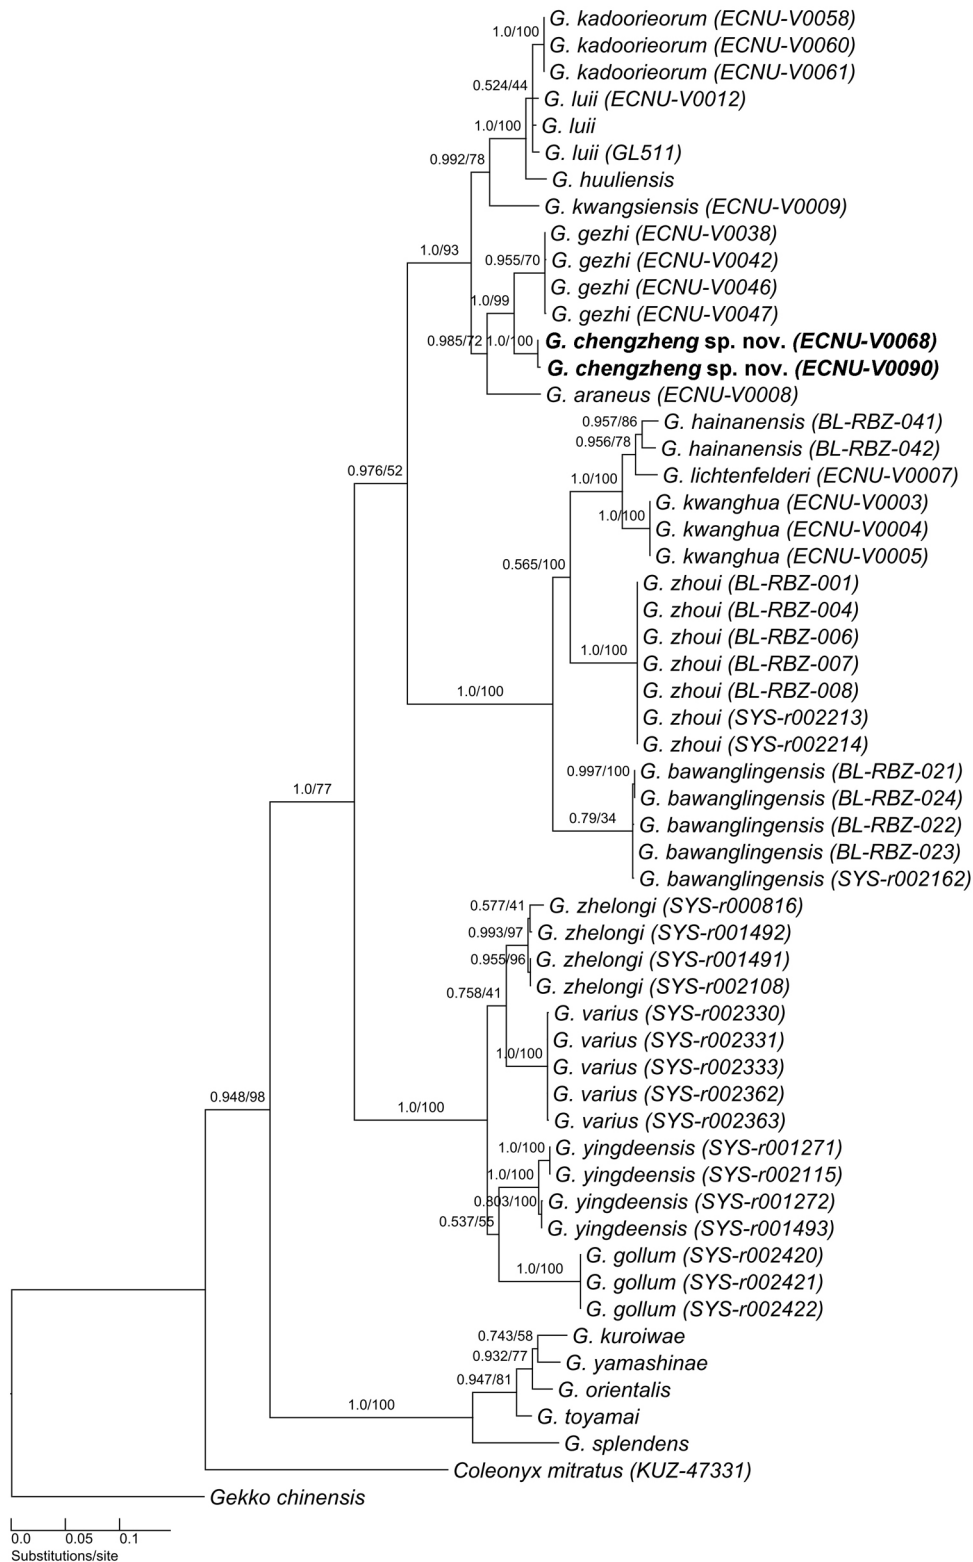 G. kadoorieorum (ECNU-V0058)
1.0/100
G. kadoorieorum (ECNU-V0060)
G. kadoorieorum (ECNU-V0061)
0.524/44
G. luii (ECNU-V0012)
1.0/100
G. luii
G. luii (GL511)
0.992/78
G. huuliensis
G. kwangsiensis (ECNU-V0009)
G. gezhi (ECNU-V0038)
1.0/93
0.955/70
G. gezhi (ECNU-V0042)
G. gezhi (ECNU-V0046)
1.0/99
G. gezhi (ECNU-V0047)
0.985/72
1.0/100
G. chengzheng sp. nov. (ECNU-V0068)
G. chengzheng sp. nov. (ECNU-V0090)
G. araneus (ECNU-V0008)
0.957/86
G. hainanensis (BL-RBZ-041)
0.956/78
G. hainanensis (BL-RBZ-042)
0.976/52
1.0/100
G. lichtenfelderi (ECNU-V0007)
G. kwanghua (ECNU-V0003)
1.0/100
G. kwanghua (ECNU-V0004)
G. kwanghua (ECNU-V0005)
0.565/100
G. zhoui (BL-RBZ-001)
G. zhoui (BL-RBZ-004)
G. zhoui (BL-RBZ-006)
1.0/100
G. zhoui (BL-RBZ-007)
1.0/100
G. zhoui (BL-RBZ-008)
G. zhoui (SYS-r002213)
G. zhoui (SYS-r002214)
0.997/100
G. bawanglingensis (BL-RBZ-021)
1.0/77
G. bawanglingensis (BL-RBZ-024)
0.79/34
G. bawanglingensis (BL-RBZ-022)
G. bawanglingensis (BL-RBZ-023)
G. bawanglingensis (SYS-r002162)
0.577/41
G. zhelongi (SYS-r000816)
0.993/97
G. zhelongi (SYS-r001492)
0.955/96
G. zhelongi (SYS-r001491)
G. zhelongi (SYS-r002108)
0.758/41
G. varius (SYS-r002330)
G. varius (SYS-r002331)
1.0/100
G. varius (SYS-r002333)
G. varius (SYS-r002362)
0.948/98
1.0/100
G. varius (SYS-r002363)
1.0/100
G. yingdeensis (SYS-r001271)
1.0/100
G. yingdeensis (SYS-r002115)
0.803/100
G. yingdeensis (SYS-r001272)
0.537/55
G. yingdeensis (SYS-r001493)
G. gollum (SYS-r002420)
1.0/100
G. gollum (SYS-r002421)
G. gollum (SYS-r002422)
0.743/58
G. kuroiwae
0.932/77
G. yamashinae
0.947/81
G. orientalis
1.0/100
G. toyamai
G. splendens
Coleonyx mitratus (KUZ-47331)
Gekko chinensis
0.0 0.05 0.1
Substitutions/site